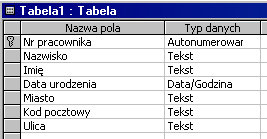 Tabela1 : Tabela
Nazwa pola Typ danych
Nr pracownika Autonumerowar
Nazwisko Tekst
Imię Tekst
Data urodzenia Data/Godzina
Miasto Tekst
Kod pocztowy Tekst
Ulica Tekst